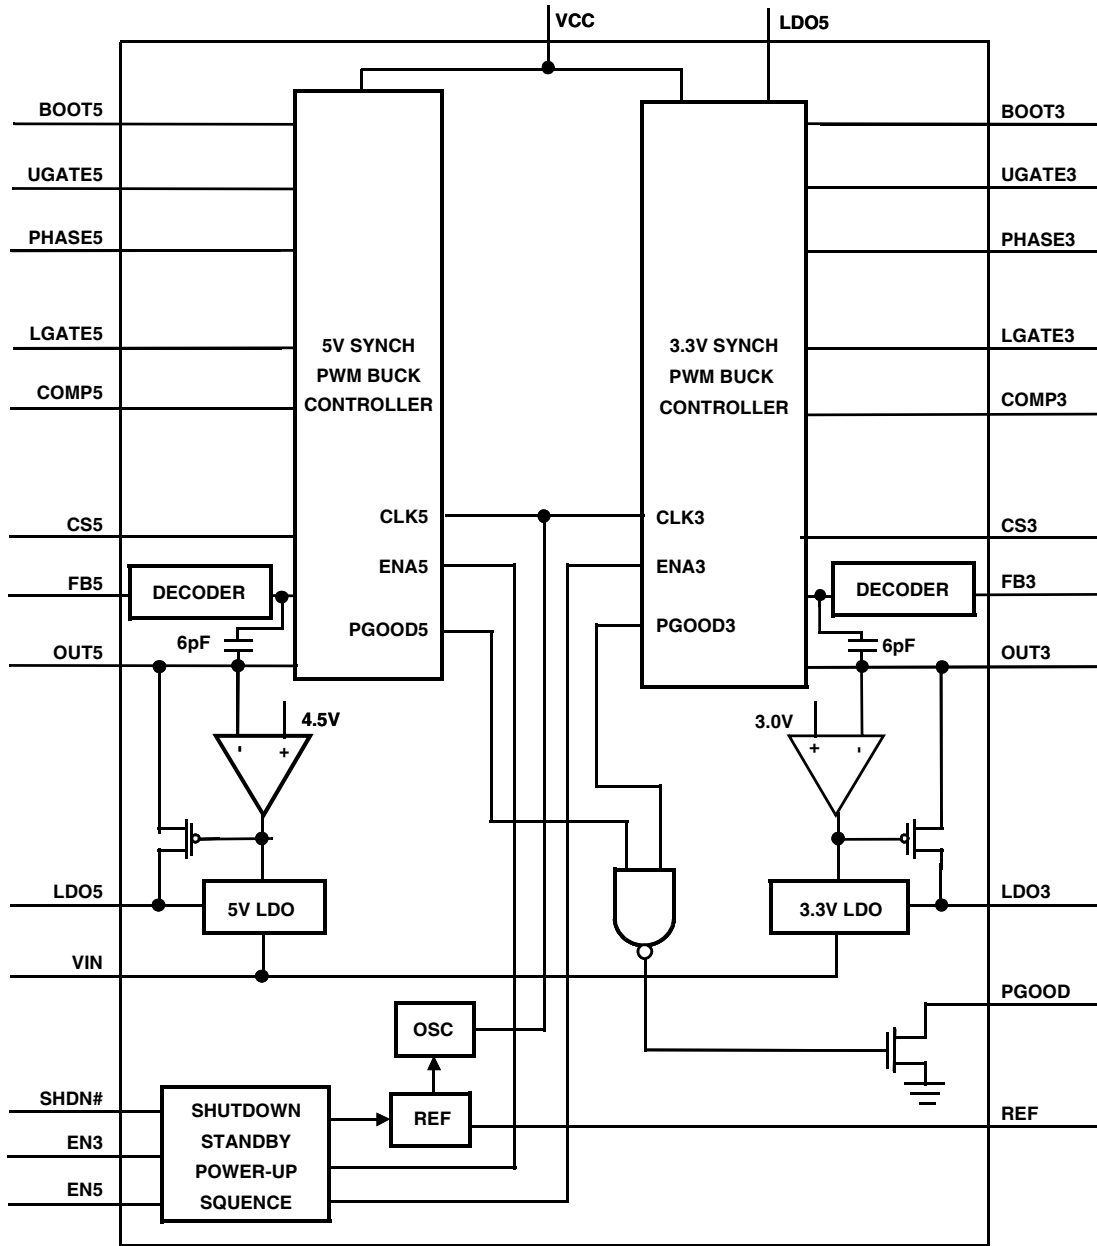 VCC
LDO5
BOOT5
BOOT3
UGATE5
UGATE3
PHASE5
PHASE3
LGATE5
LGATE3
5V SYNCH
PWM BUCK
CONTROLLER
3.3V SYNCH
PWM BUCK
CONTROLLER
COMP5
COMP3
CLK5
CLK3
CS5
CS3
ENA5
ENA3
FB5
DECODER
DECODER
FB3
PGOOD5
PGOOD3
6pF
6pF
OUT5
OUT3
4.5V
3.0V
- +
+ -
LDO5
5V LDO
3.3V LDO
LDO3
VIN
PGOOD
OSC
SHDN#
SHUTDOWN
STANDBY
POWER-UP
SQUENCE
REF
REF
EN3
EN5